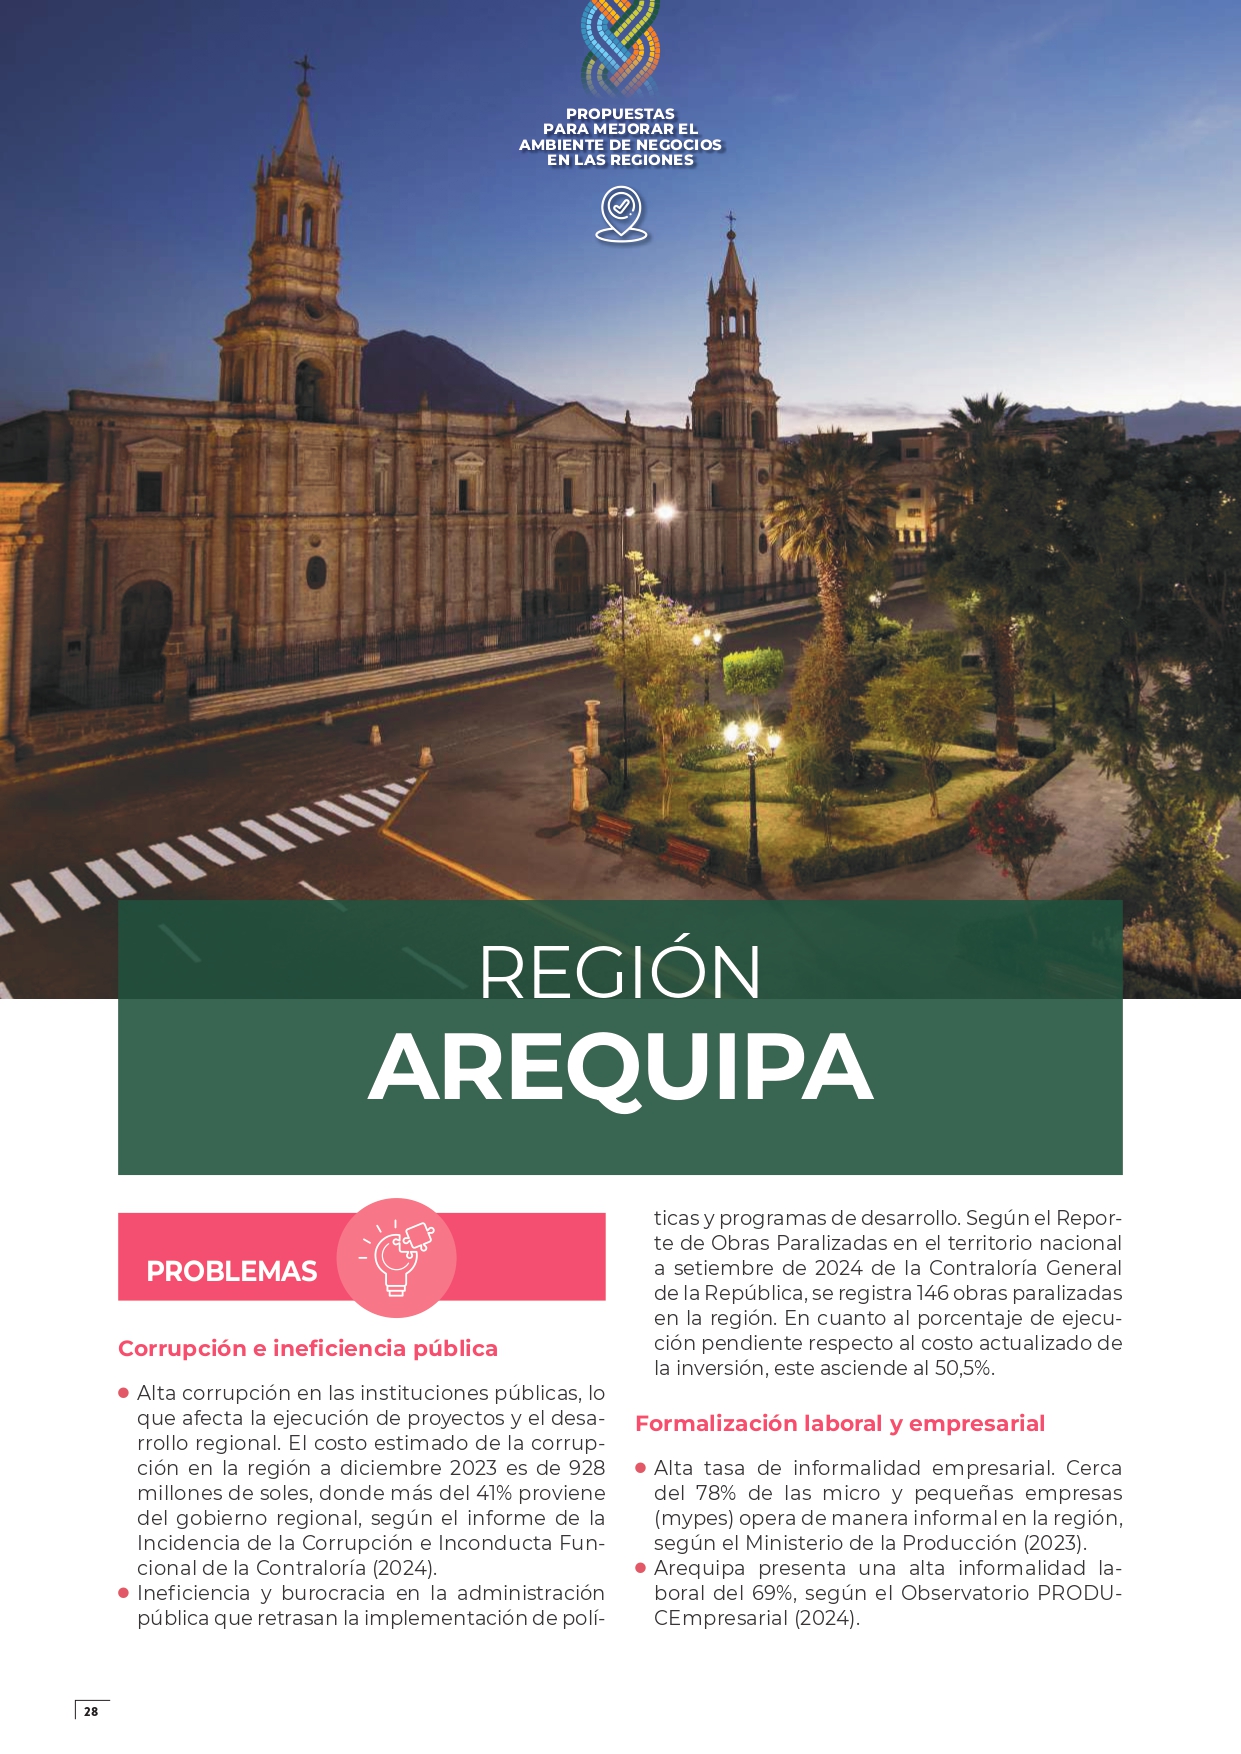 PROPUESTAS
PARA MEJORAR EL
AMBIENTE DE NEGOCIOS
EN LAS REGIONES
REGIÓN
AREQUIPA
PROBLEMAS
Corrupción e ineficiencia pública
● Alta corrupción en las instituciones públicas, lo
que afecta la ejecución de proyectos y el desa-
rrollo regional. El costo estimado de la corrup-
ción en la región a diciembre 2023 es de 928
millones de soles, donde más del 41% proviene
del gobierno regional, según el informe de la
Incidencia de la Corrupción e Inconducta Fun-
cional de la Contraloría (2024).
● Ineficiencia y burocracia en la administración
pública que retrasan la implementación de polí-
ticas y programas de desarrollo. Según el Repor-
te de Obras Paralizadas en el territorio nacional
a setiembre de 2024 de la Contraloría General
de la República, se registra 146 obras paralizadas
en la región. En cuanto al porcentaje de ejecu-
ción pendiente respecto al costo actualizado de
la inversión, este asciende al 50,5%.
Formalización laboral y empresarial
● Alta tasa de informalidad empresarial. Cerca
del 78% de las micro y pequeñas empresas
(mypes) opera de manera informal en la región,
según el Ministerio de la Producción (2023).
● Arequipa presenta una alta informalidad la-
boral del 69%, según el Observatorio PRODU-
CEmpresarial (2024).
28